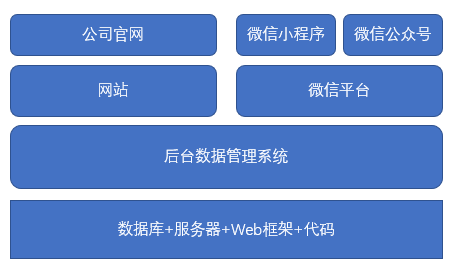 公司官网
微信小程序
微信公众号
网站
微信平台
后台数据管理系统
数据库+服务器+Web框架+代码